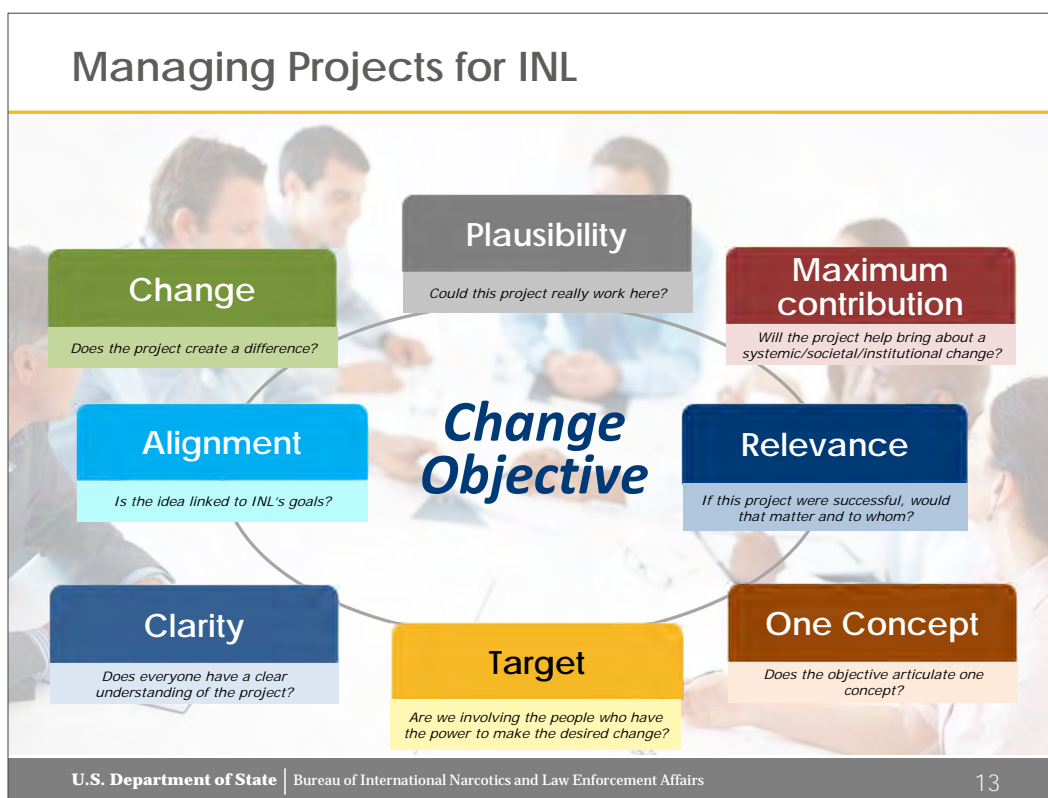 Managing Projects for INL
Plausibility
Could this project really work here?
Change
Does the project create a difference?
Maximum
contribution
Will the project help bring about a
systemic/societal/institutional change?
Alignment
Is the idea linked to INL's goals?
Change
Objective
Relevance
If this project were successful, would
that matter and to whom?
Clarity
Does everyone have a clear
understanding of the project?
Target
Are we involving the people who have
the power to make the desired change?
One Concept
Does the objective articulate one
concept?
U.S. Department of State | Bureau of International Narcotics and Law Enforcement Affairs
13